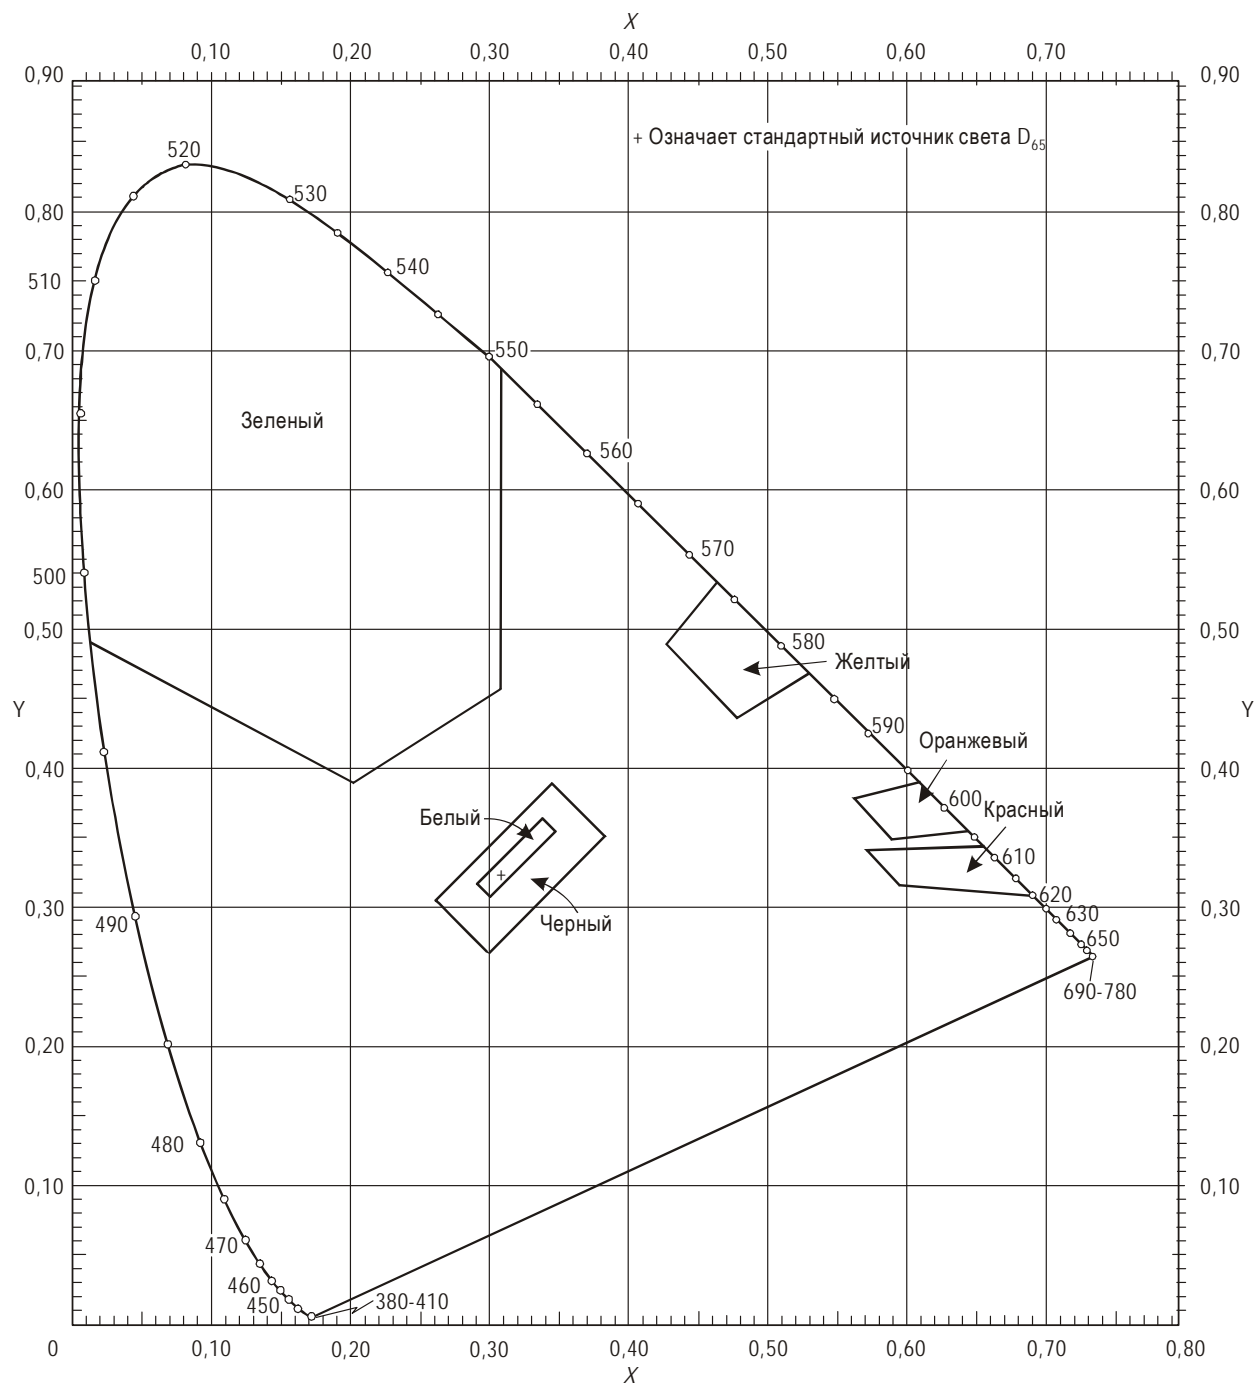 X
0,10 0,20 0,30 0,40 0,50 0,60 0,70
0,90 0,90
+ Означает стандартный источник света D65
520
530
0,80 0,80
540
510
0,70 550 0,70
Зеленый
560
0,60 0,60
570
500
0,50 0,50
580
Желтый
Y Y
590
Оранжевый
0,40 0,40
600
Белый Красный
610
620
0,30 630 0,30
490 Черный
650
690-780
0,20 0,20
480
0,10 0,10
470
460
450 380-410
0 0,10 0,20 0,30 0,40 0,50 0,60 0,70 0,80
X